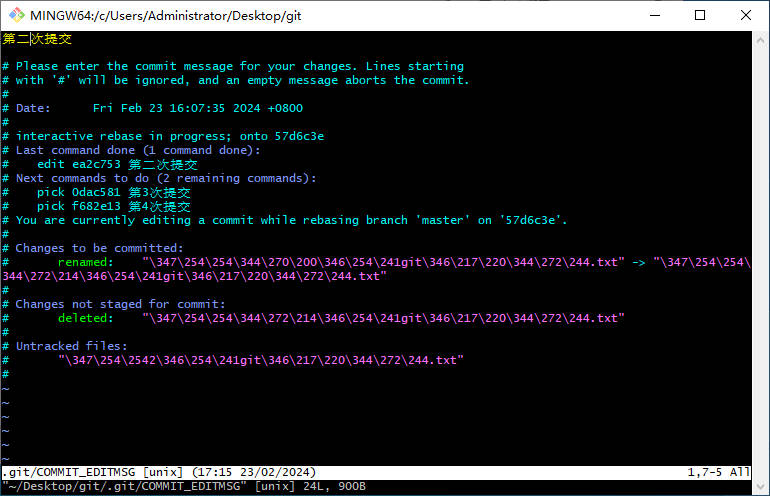 MINGW64:/c/Users/Administrator/Desktop/git
第二次提交
# Please enter the commit message for your changes. Lines starting
# with '#' will be ignored, and an empty message aborts the commit.
#
# Date:      Fri Feb 23 16:07:35 2024 +0800
#
# interactive rebase in progress; onto 57d6c3e
# Last command done (1 command done):
#    edit ea2c753 第二次提交
# Next commands to do (2 remaining commands):
#    pick 0dac581 第3次提交
#    pick f682e13 第4次提交
# You are currently editing a commit while rebasing branch 'master' on '57d6c3e'.
#
# Changes to be committed:
#       renamed:    "\347\254\254\344\270\200\346\254\241git\346\217\220\344\272\244.txt" -> "\347\254\254\
344\272\214\346\254\241git\346\217\220\344\272\244.txt"
#
# Changes not staged for commit:
#       deleted:    "\347\254\254\344\272\214\346\254\241git\346\217\220\344\272\244.txt"
#
# Untracked files:
#       "\347\254\2542\346\254\241git\346\217\220\344\272\244.txt"
#
~
~
~
~
~
~
.git/COMMIT_EDITMSG [unix] (17:15 23/02/2024) 1,7-5 All
"~/Desktop/git/.git/COMMIT_EDITMSG" [unix] 24L, 900B